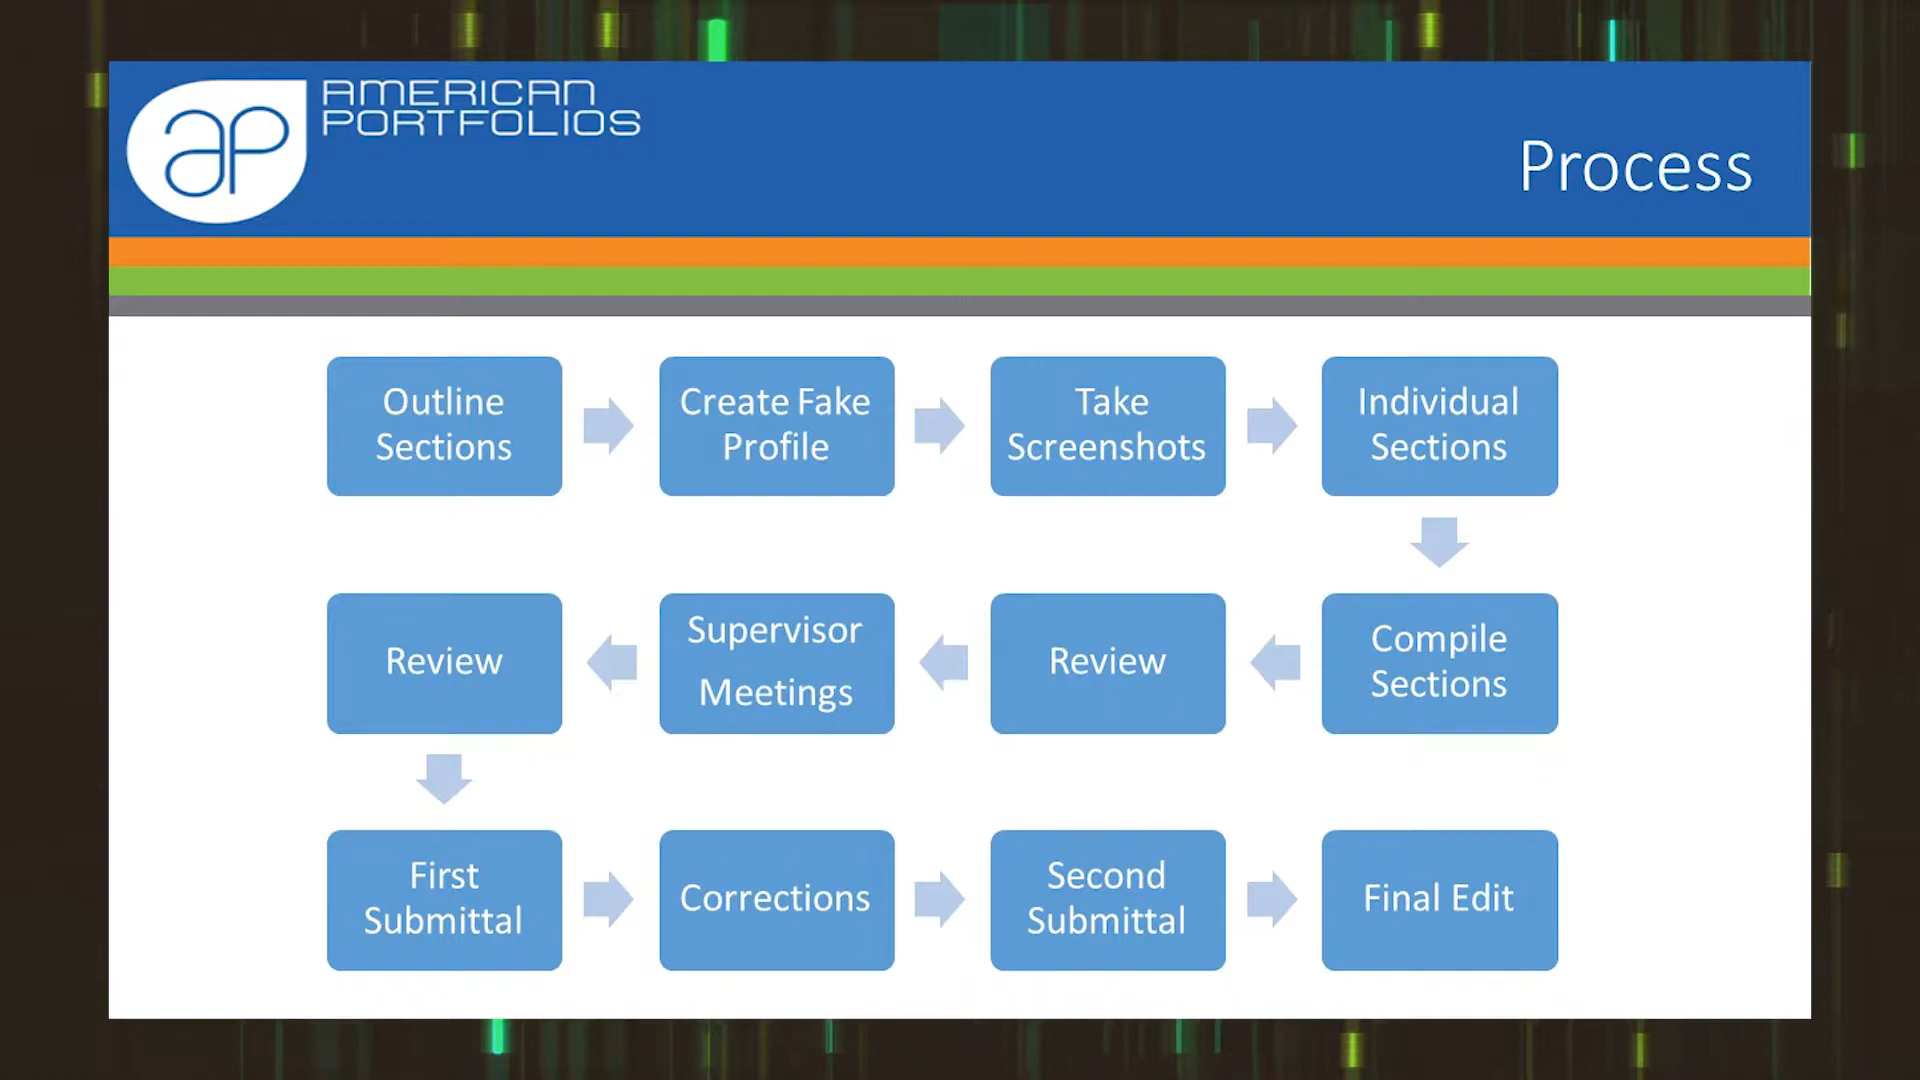 AMERICAN
PORTFOLIOS
ap
Process
Outline
Sections
Create Fake
Profile
Take
Screenshots
Individual
Sections
Review
Supervisor
Meetings
Review
Compile
Sections
First
Submittal
Corrections
Second
Submittal
Final Edit